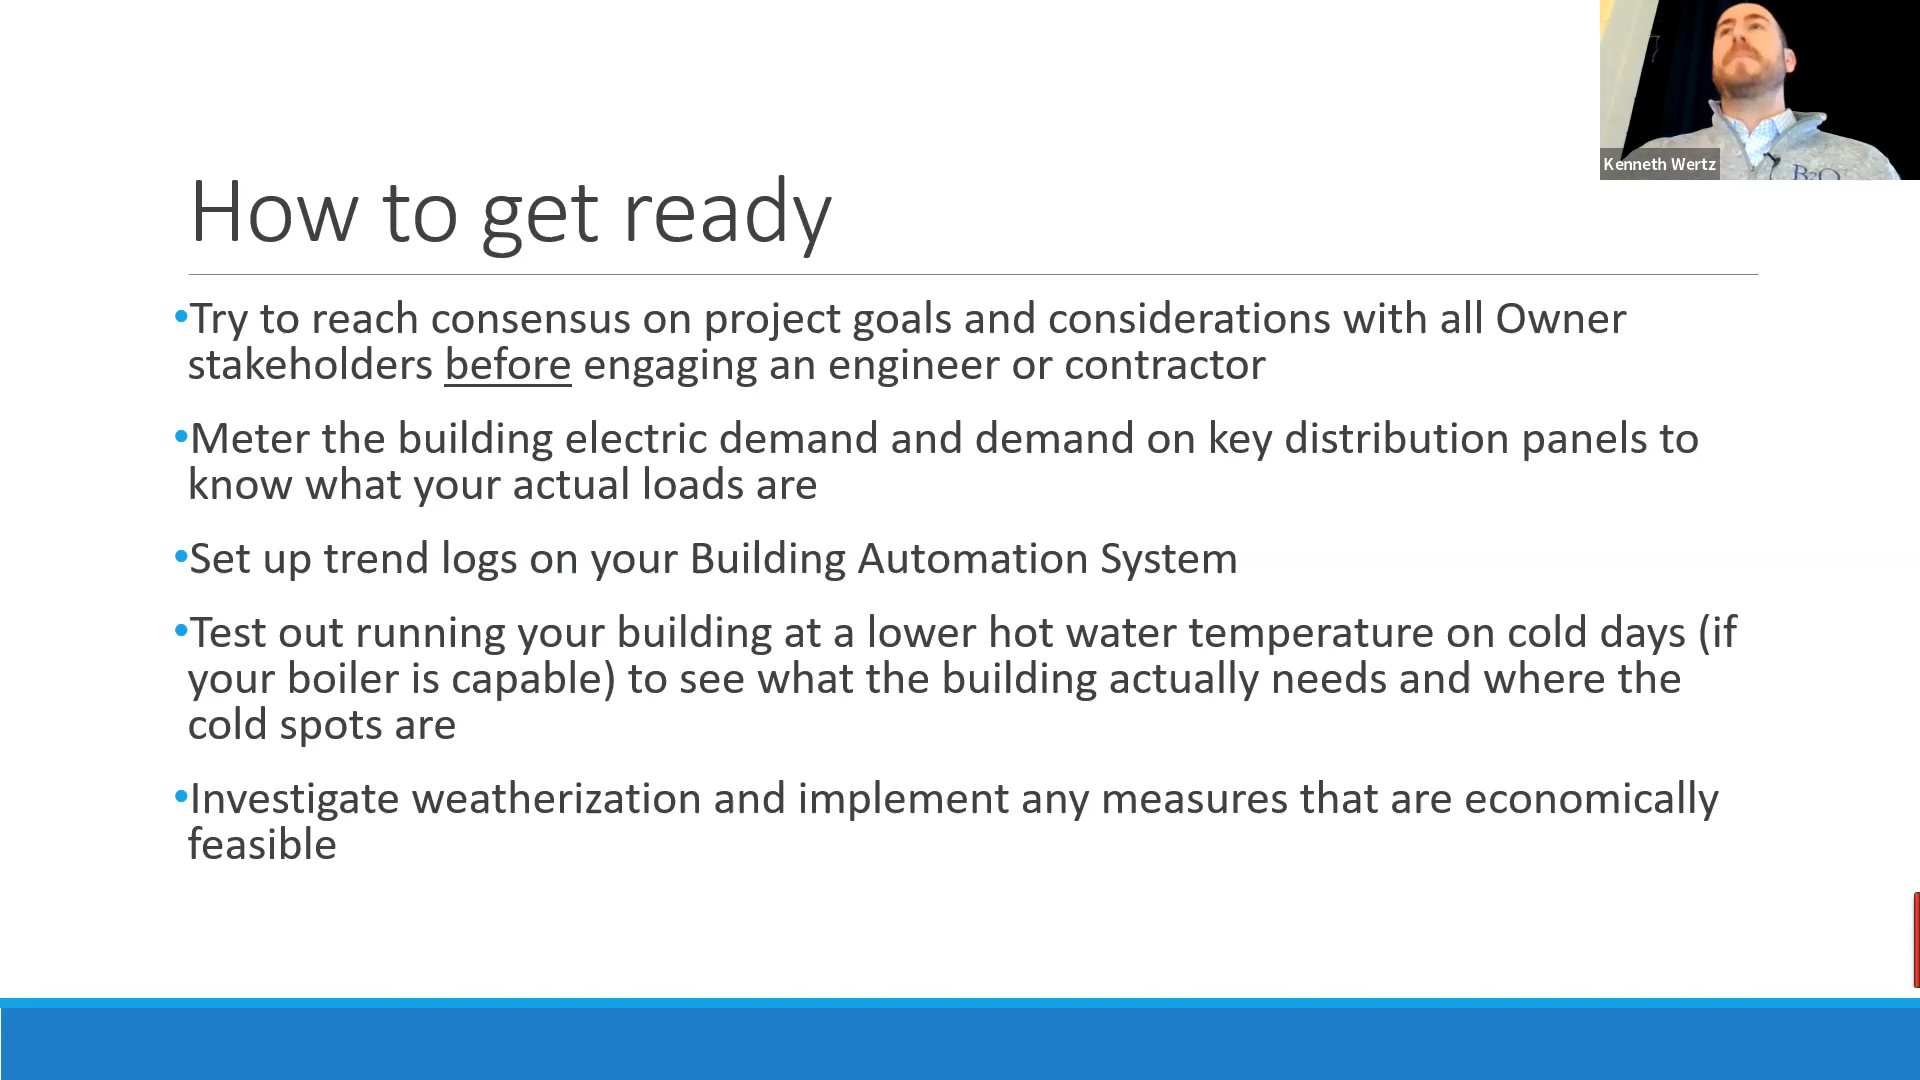 Kenneth Wertz
B2Q
How to get ready
•Try to reach consensus on project goals and considerations with all Owner
stakeholders before engaging an engineer or contractor
•Meter the building electric demand and demand on key distribution panels to
know what your actual loads are
•Set up trend logs on your Building Automation System
•Test out running your building at a lower hot water temperature on cold days (if
your boiler is capable) to see what the building actually needs and where the
cold spots are
•Investigate weatherization and implement any measures that are economically
feasible